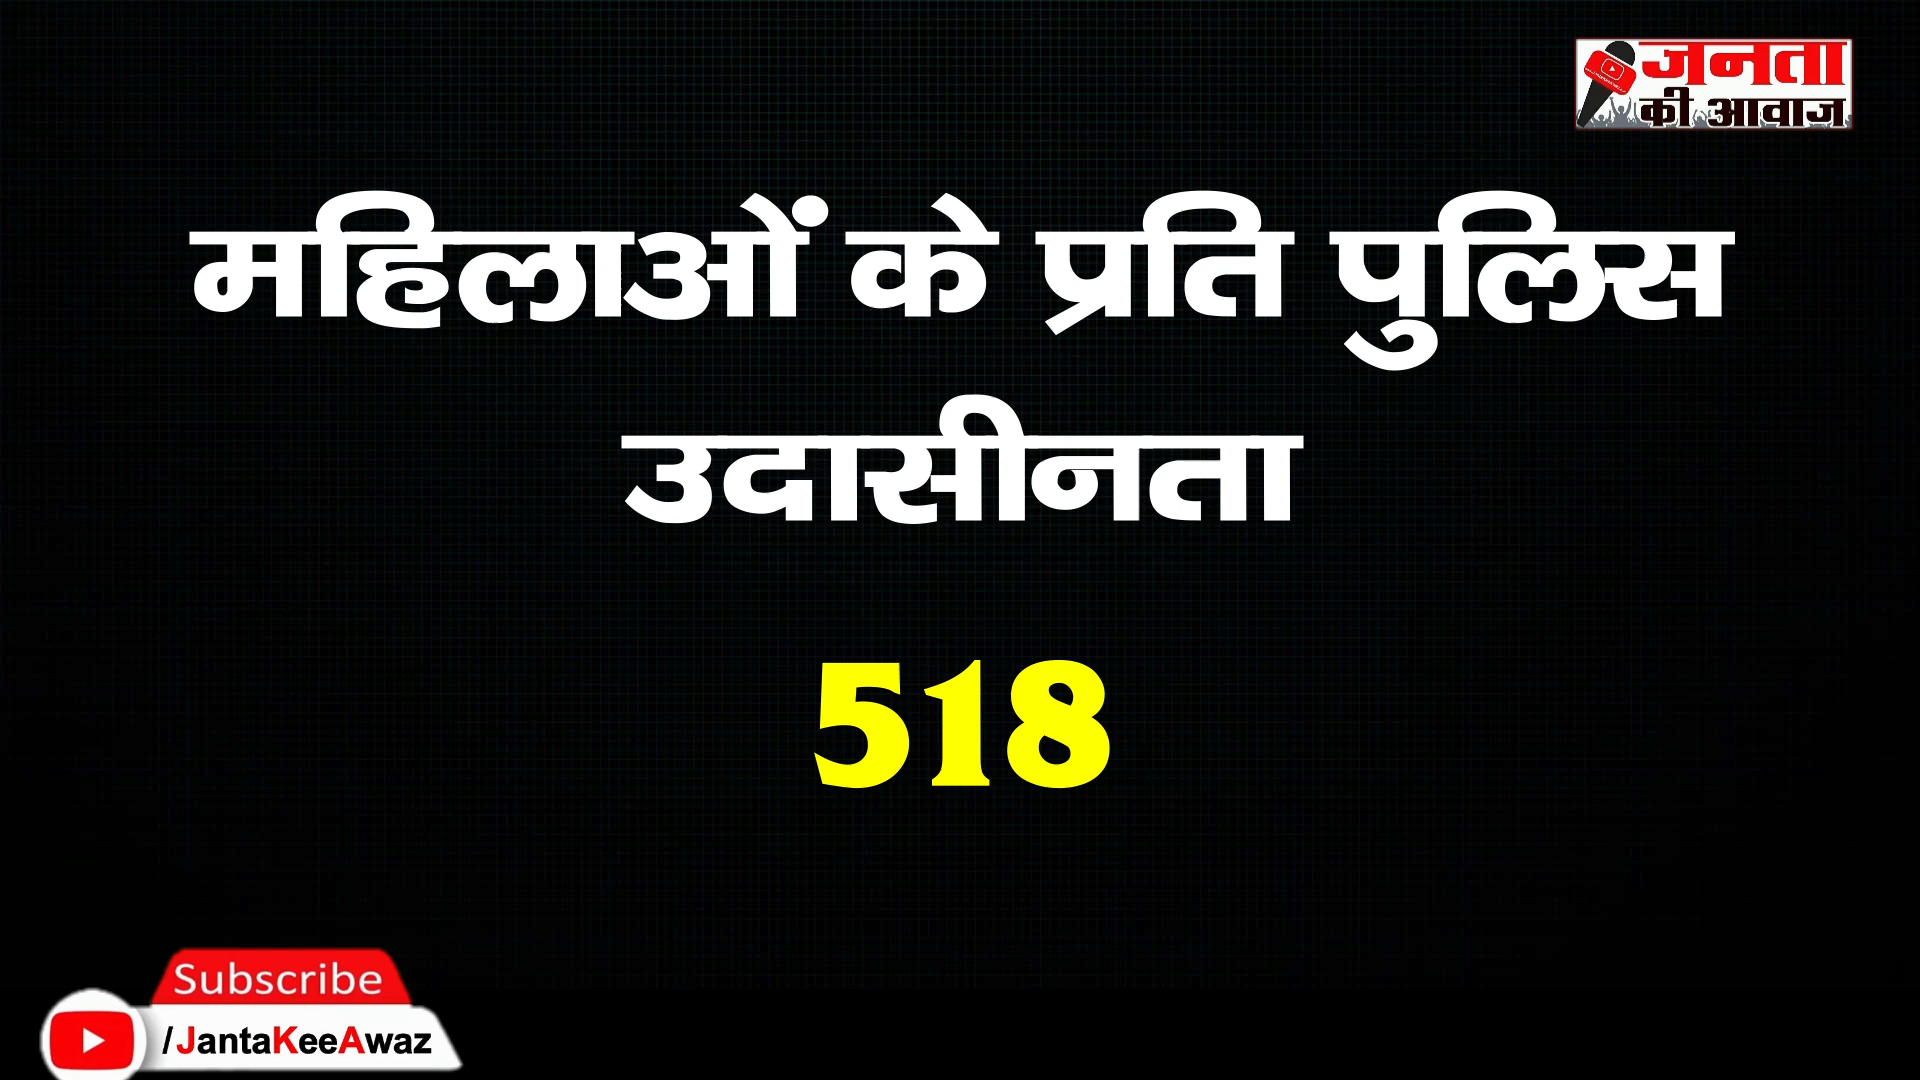 जनता
की आवाज
महिलाओं के प्रति पुलिस
उदासीनता
518
Subscribe
/JantaKeeAwaz